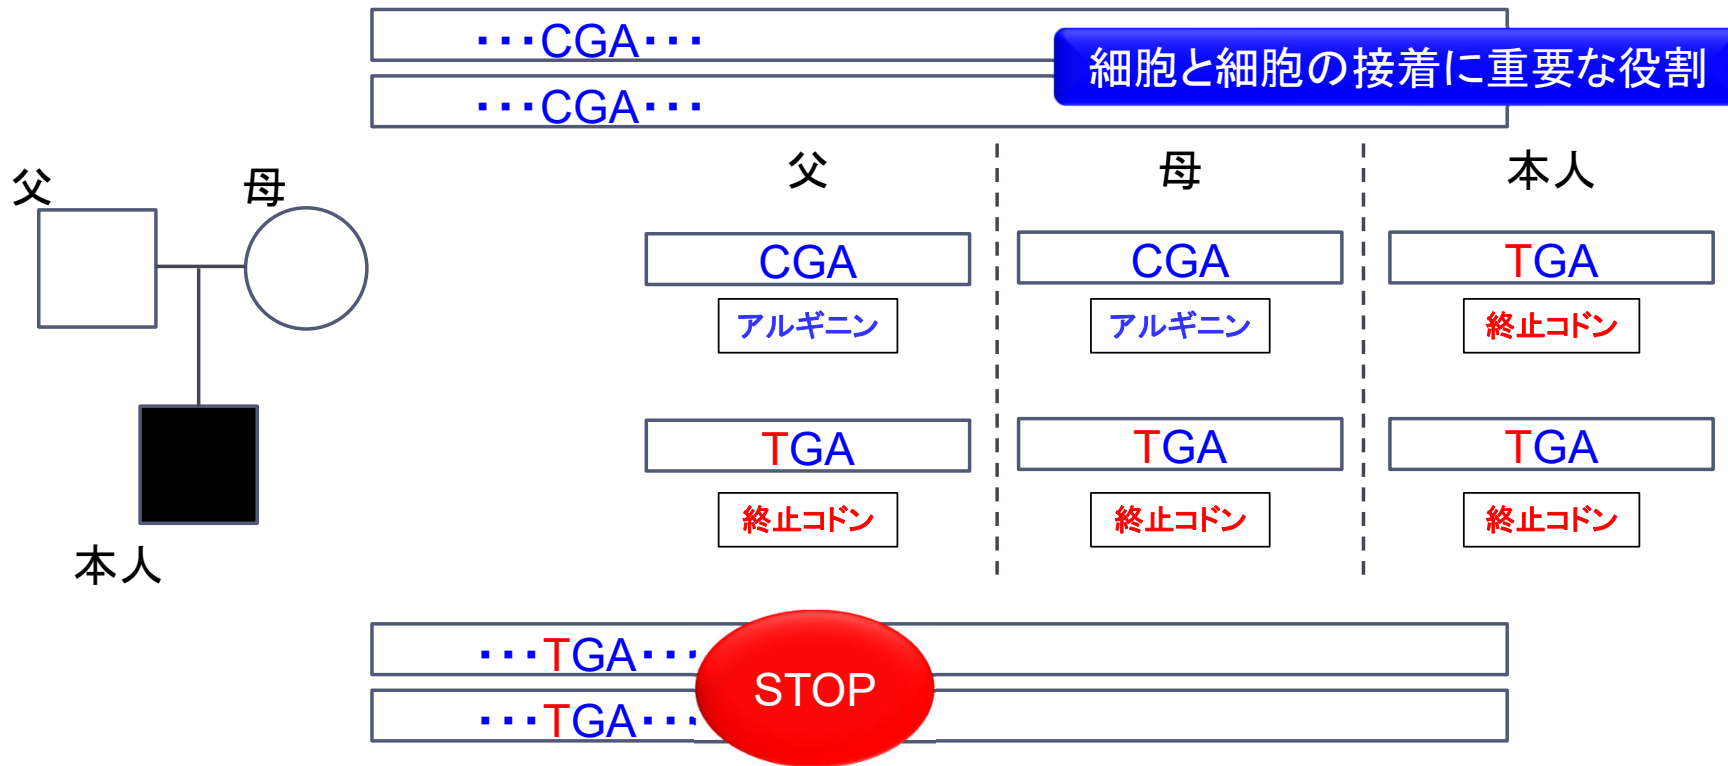 ···CGA···
細胞と細胞の接着に重要な役割
···CGA···
父
母
父
母
本人
CGA
CGA
TGA
アルギニン
アルギニン
終止コドン
TGA
TGA
TGA
終止コドン
終止コドン
終止コドン
本人
···TGA···
STOP
···TGA···